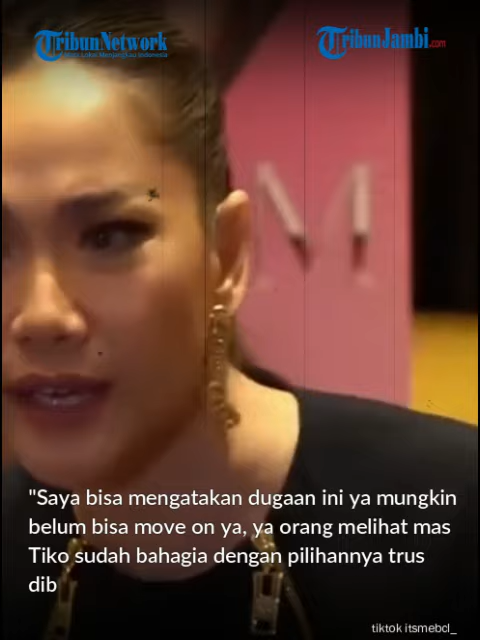 TribunNetwork
TribunJambi.com
M
"Saya bisa mengatakan dugaan ini ya mungkin
belum bisa move on ya, ya orang melihat mas
Tiko sudah bahagia dengan pilihannya trus
dib
tiktok itsmebcl_